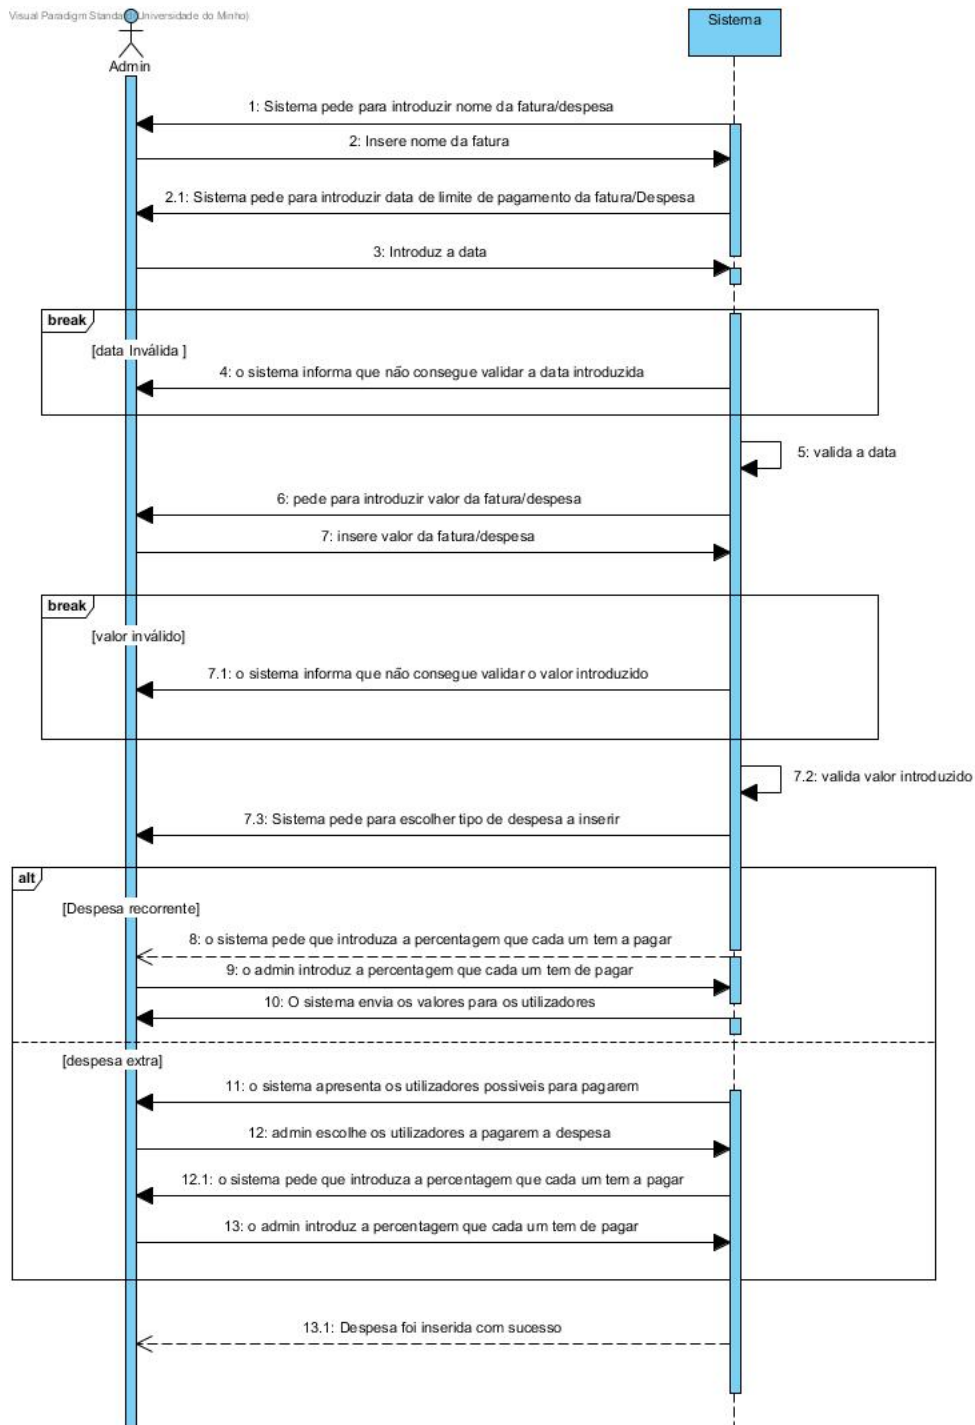 Visual Paradigm Standard(Universidade do Minho)
Sistema
Admin
1: Sistema pede para introduzir nome da fatura/despesa
2: Insere nome da fatura
2.1: Sistema pede para introduzir data de limite de pagamento da fatura/Despesa
3: Introduz a data
break
[data Inválida ]
4: o sistema informa que não consegue validar a data introduzida
5: valida a data
6: pede para introduzir valor da fatura/despesa
7: insere valor da fatura/despesa
break
[valor inválido]
7.1: o sistema informa que não consegue validar o valor introduzido
7.2: valida valor introduzido
7.3: Sistema pede para escolher tipo de despesa a inserir
alt
[Despesa recorrente]
8: o sistema pede que introduza a percentagem que cada um tem a pagar
9: o admin introduz a percentagem que cada um tem de pagar
10: O sistema envia os valores para os utilizadores
[despesa extra]
11: o sistema apresenta os utilizadores possiveis para pagarem
12: admin escolhe os utilizadores a pagarem a despesa
12.1: o sistema pede que introduza a percentagem que cada um tem a pagar
13: o admin introduz a percentagem que cada um tem de pagar
13.1: Despesa foi inserida com sucesso